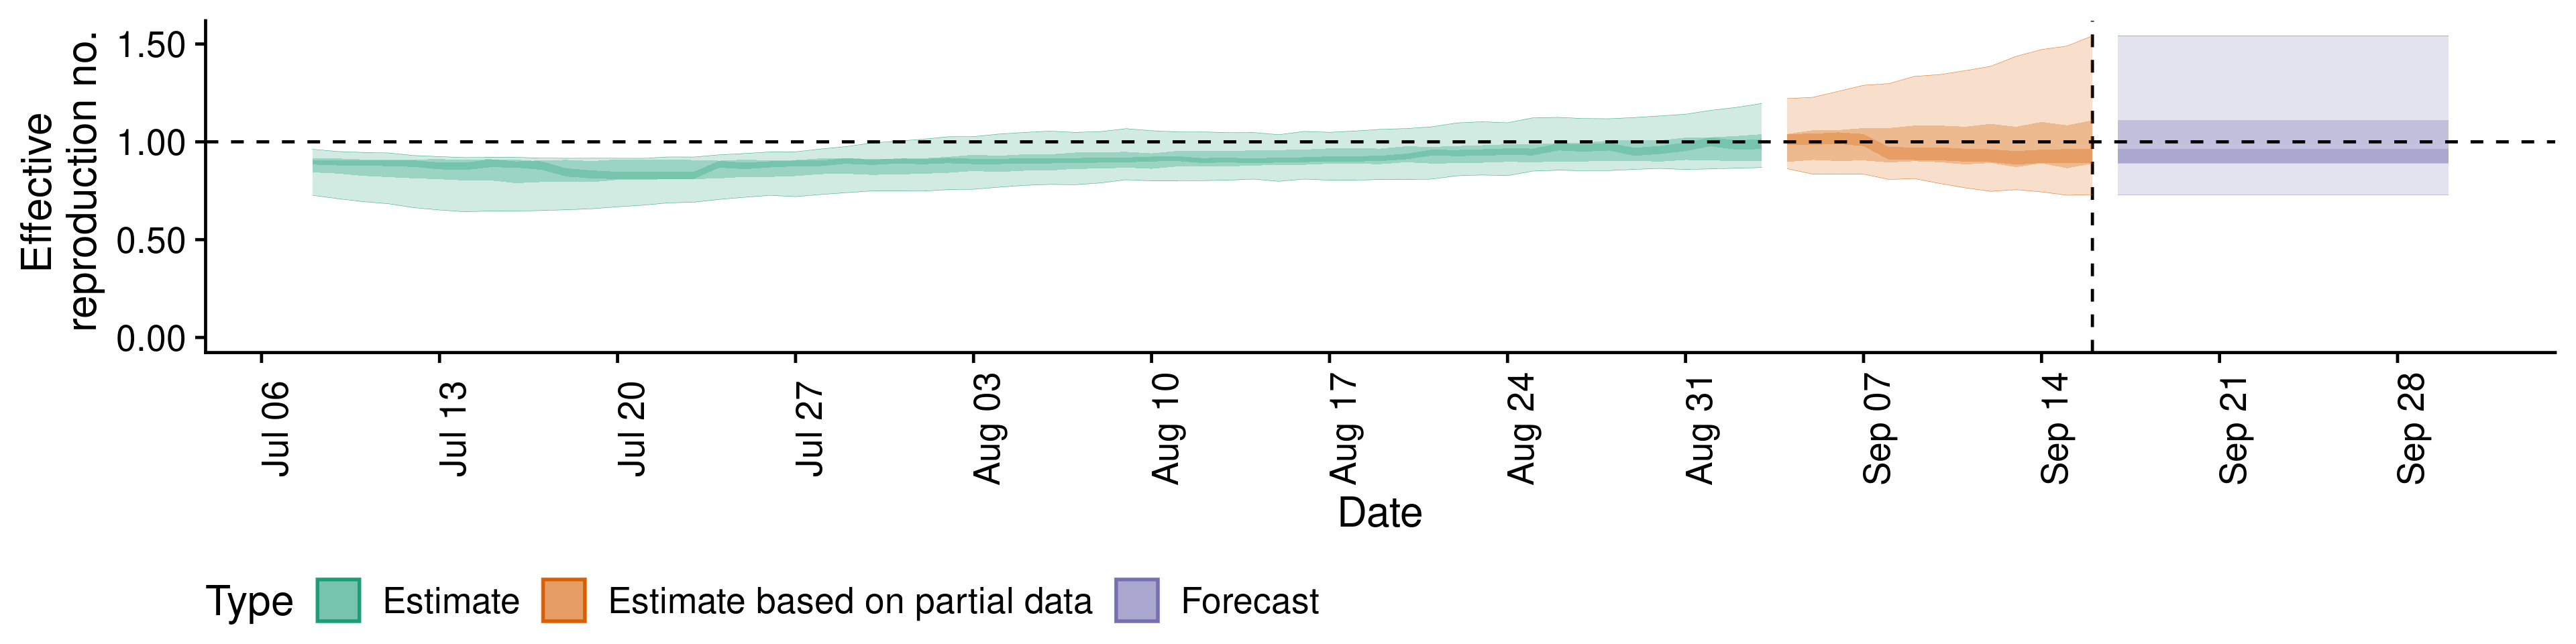 Effective
reproduction no.
1.50
1.00
0.50
0.00
Jul 06
Jul 13
Jul 20
Jul 27
Aug 03
Aug 10
Aug 17
Aug 24
Aug 31
Sep 07
Sep 14
Sep 21
Sep 28
Date
Type Estimate Estimate based on partial data Forecast